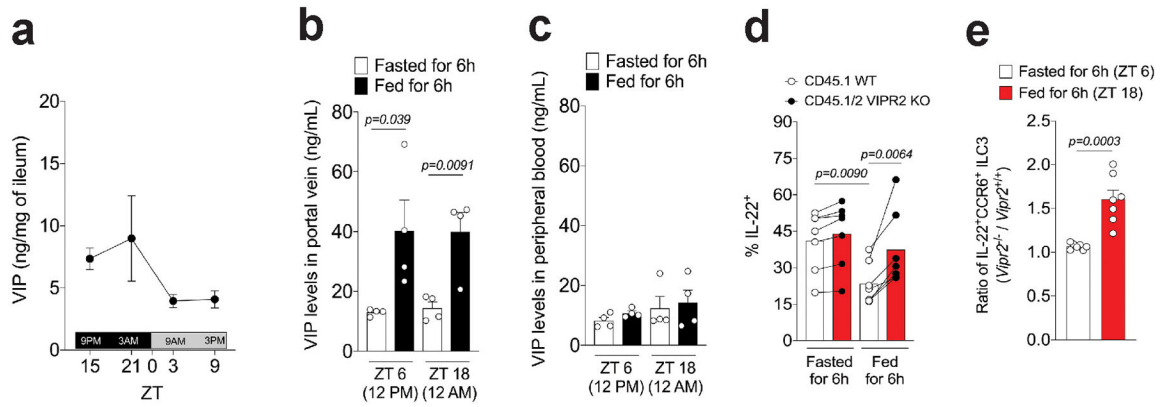 a
VIP (ng/mg of ileum)
20
15
10
5
0
9PM 3AM 9AM 3PM
15 21 0 3 9
ZT
b
Fasted for 6h
Fed for 6h
VIP levels in portal vein (ng/mL)
80
60
40
20
0
p=0.039
p=0.0091
ZT 6 ZT 18
(12 PM) (12 AM)
c
Fasted for 6h
Fed for 6h
VIP levels in peripheral blood (ng/mL)
80
60
40
20
0
ZT 6 ZT 18
(12 PM) (12 AM)
d
CD45.1 WT
CD45.1/2 VIPR2 KO
% IL-22⁺
90
75
60
45
30
15
0
p=0.0090
p=0.0064
Fasted Fed
for 6h for 6h
e
Fasted for 6h (ZT 6)
Fed for 6h (ZT 18)
Ratio of IL-22⁺CCR6⁺ ILC3
(Vipr2⁻/⁻ / Vipr2⁺/⁺)
2.5
2.0
1.5
1.0
0.5
0.0
p=0.0003